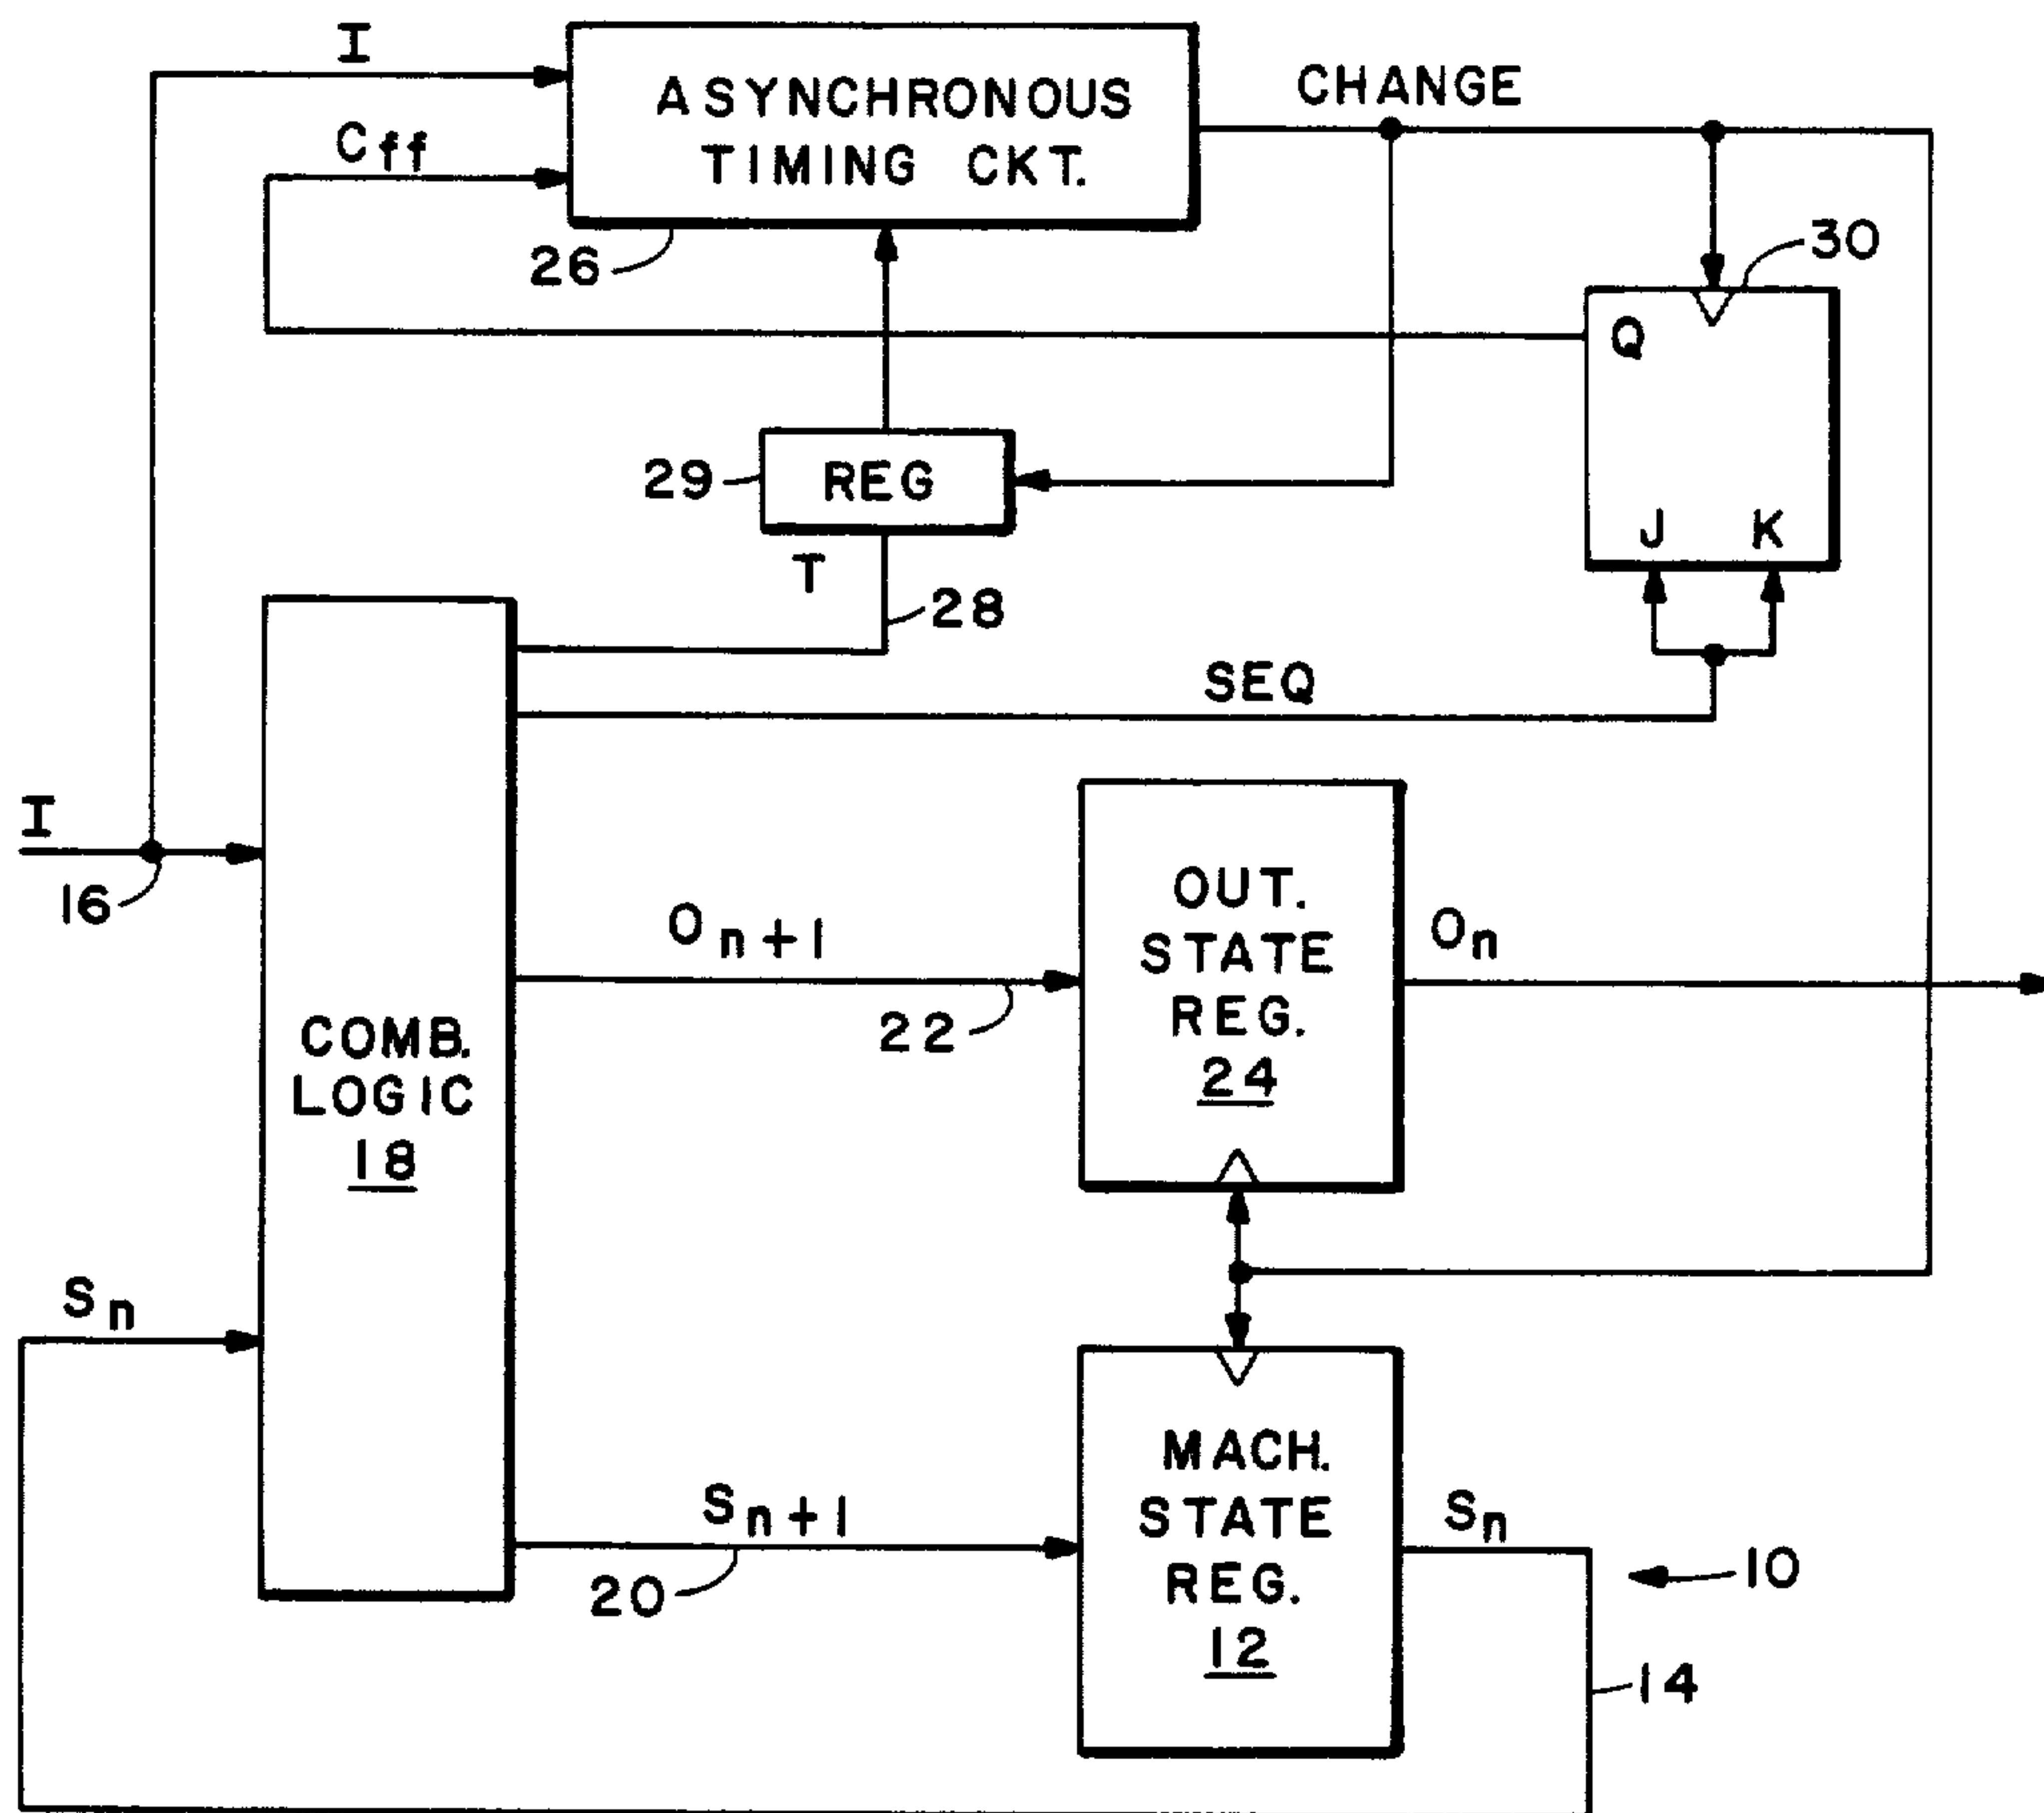 I
ASYNCHRONOUS
TIMING CKT.
CHANGE
Cff
26
30
Q
29
REG
J K
T
28
SEQ
I
16
On+1
OUT.
STATE
REG.
24
On
22
COMB.
LOGIC
18
Sn
Sn+1
MACH.
STATE
REG.
12
Sn
10
20
14